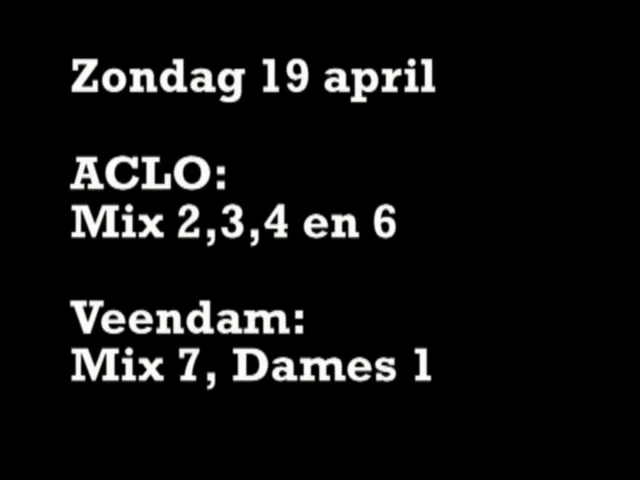 Zondag 19 april
ACLO:
Mix 2,3,4 en 6
Veendam:
Mix 7, Dames 1